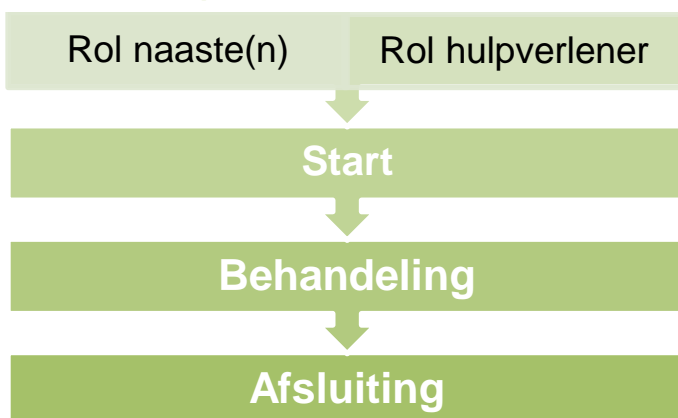 Rol naaste(n) Rol hulpverlener
Start
Behandeling
Afsluiting